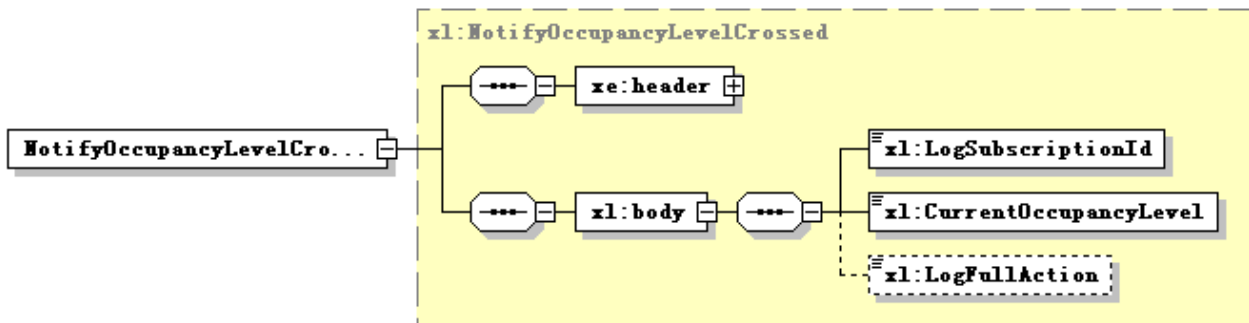 xl:NotifyOccupancyLevelCrossed
xe:header
NotifyOccupancyLevelCro...
xl:LogSubscriptionId
xl:body
xl:CurrentOccupancyLevel
xl:LogFullAction